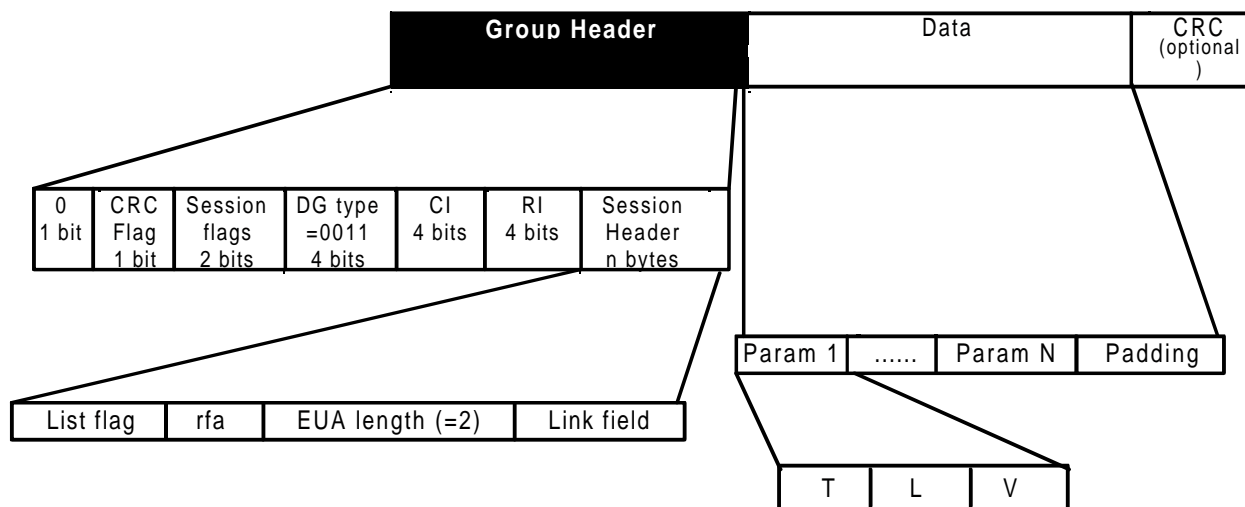 Group Header
Data
CRC
(optional
)
0
1 bit
CRC
Flag
1 bit
Session
flags
2 bits
DG type
=0011
4 bits
CI
4 bits
RI
4 bits
Session
Header
n bytes
Param 1
......
Param N
Padding
List flag
rfa
EUA length (=2)
Link field
T
L
V